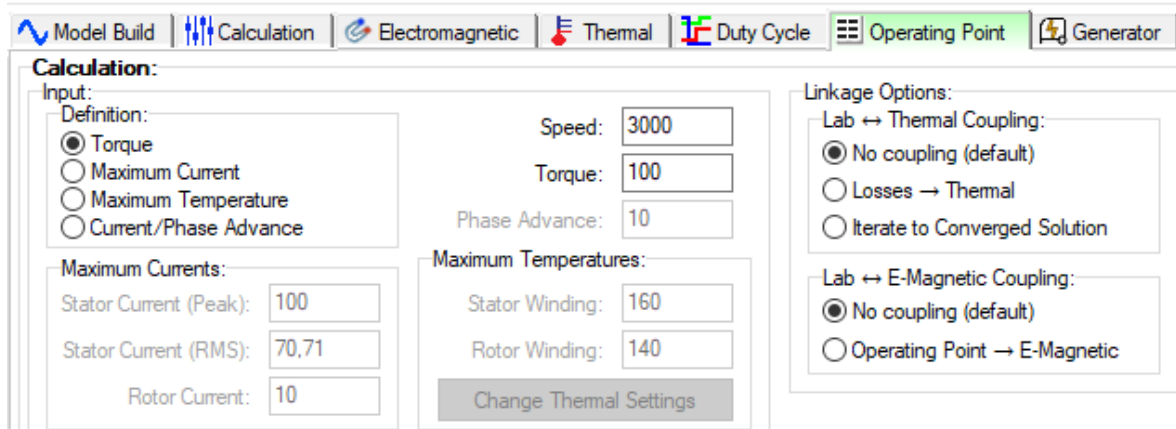 Model Build
Calculation
Electromagnetic
Thermal
Duty Cycle
Operating Point
Generator
Calculation:
Input:
Definition:
Torque
Maximum Current
Maximum Temperature
Current/Phase Advance
Speed: 3000
Torque: 100
Phase Advance: 10
Maximum Currents:
Stator Current (Peak): 100
Stator Current (RMS): 70,71
Rotor Current: 10
Maximum Temperatures:
Stator Winding: 160
Rotor Winding: 140
Change Thermal Settings
Linkage Options:
Lab ↔ Thermal Coupling:
No coupling (default)
Losses → Thermal
Iterate to Converged Solution
Lab ↔ E-Magnetic Coupling:
No coupling (default)
Operating Point → E-Magnetic